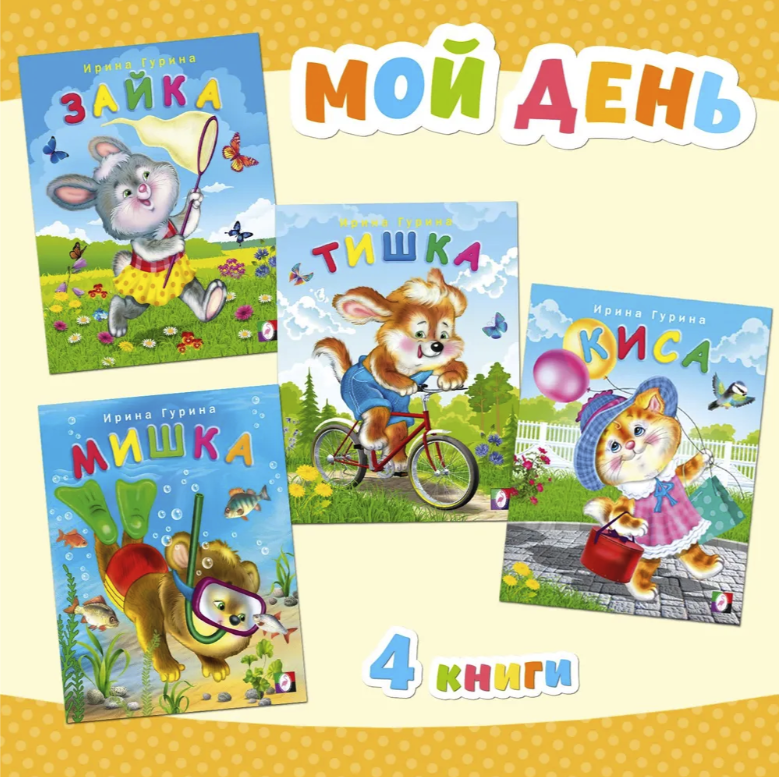 МОЙ ДЕНЬ
Ирина Гурина
ЗАЙКА
Ирина Гурина
ТИШКА
Ирина Гурина
КИСА
К
Ирина Гурина
МИШКА
4 книги